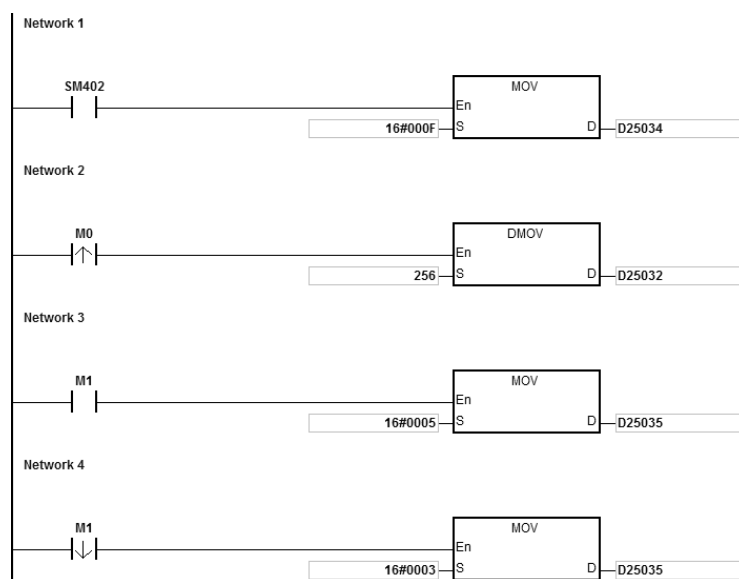 Network 1
SM402
MOV
En
16#000F S D D25034
Network 2
M0
DMOV
En
256 S D D25032
Network 3
M1
MOV
En
16#0005 S D D25035
Network 4
M1
MOV
En
16#0003 S D D25035